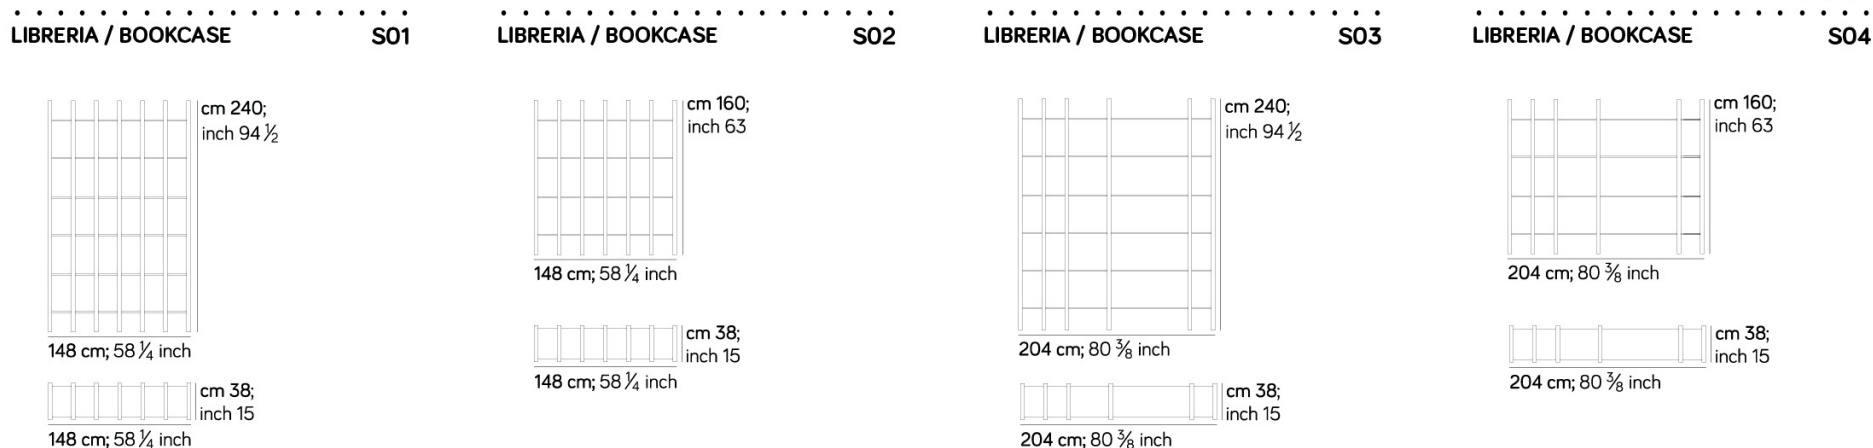 LIBRERIA / BOOKCASE S01
cm 240;
inch 94 ½
148 cm; 58 ¼ inch
cm 38;
inch 15
148 cm; 58 ¼ inch
LIBRERIA / BOOKCASE S02
cm 160;
inch 63
148 cm; 58 ¼ inch
cm 38;
inch 15
148 cm; 58 ¼ inch
LIBRERIA / BOOKCASE S03
cm 240;
inch 94 ½
204 cm; 80 ⅜ inch
cm 38;
inch 15
204 cm; 80 ⅜ inch
LIBRERIA / BOOKCASE S04
cm 160;
inch 63
204 cm; 80 ⅜ inch
cm 38;
inch 15
204 cm; 80 ⅜ inch